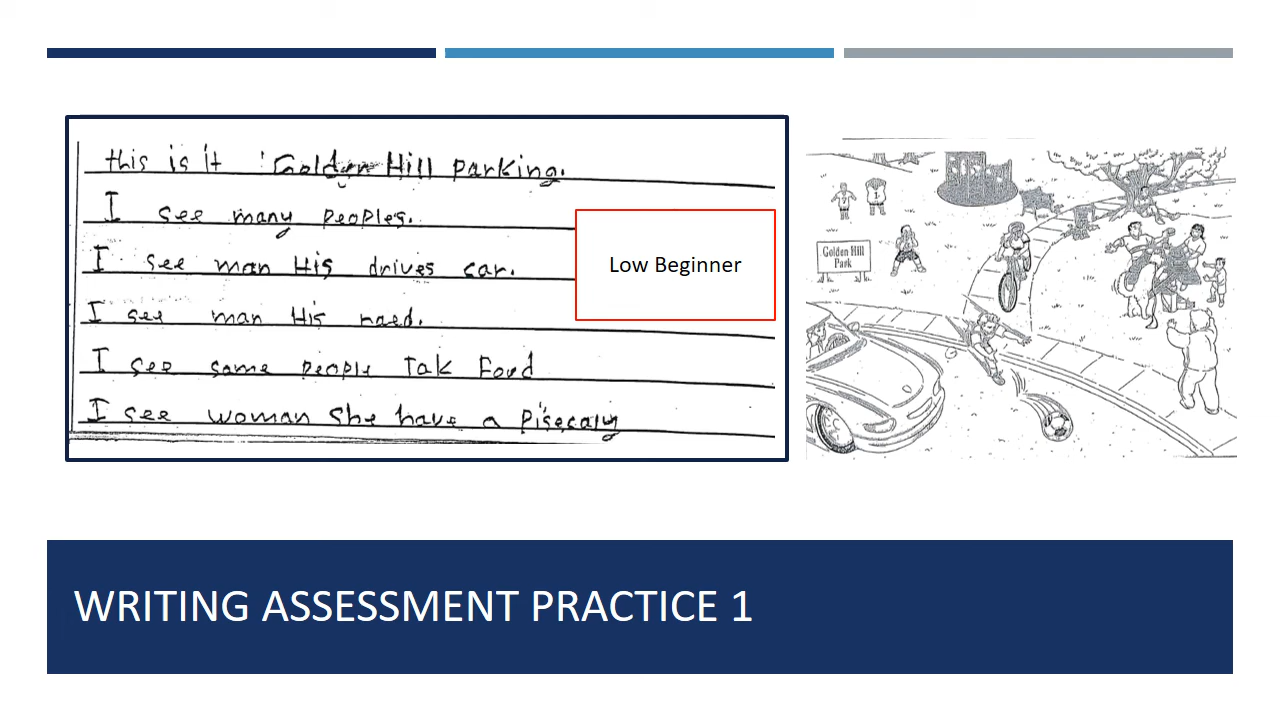 this is it Golden Hill parking.
I see many peoples.
I see man His drives car.
I see man His naed.
I see some people Tak Food
I see woman She have a Pisecaly
Low Beginner
Golden Hill
Park
WRITING ASSESSMENT PRACTICE 1